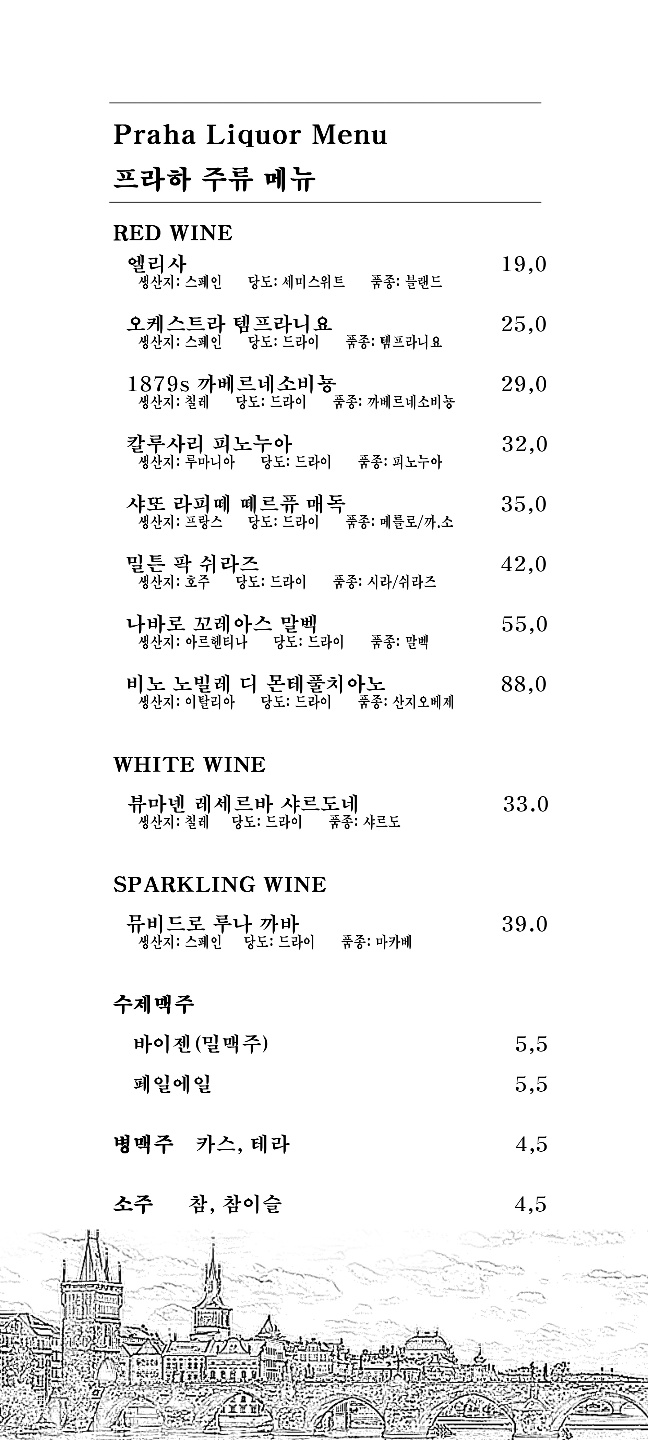 Praha Liquor Menu
프라하 주류 메뉴
RED WINE
엘리사 19,0
생산지: 스페인 당도: 세미스위트 품종: 블랜드
오케스트라 템프라니요 25,0
생산지: 스페인 당도: 드라이 품종: 템프라니요
1879s 까베르네소비뇽 29,0
생산지: 칠레 당도: 드라이 품종: 까베르네소비뇽
칼루사리 피노누아 32,0
생산지: 루마니아 당도: 드라이 품종: 피노누아
샤또 라피떼 떼르퓨 매독 35,0
생산지: 프랑스 당도: 드라이 품종: 메를로/까.소
밀튼 팍 쉬라즈 42,0
생산지: 호주 당도: 드라이 품종: 시라/쉬라즈
나바로 꼬레아스 말백 55,0
생산지: 아르헨티나 당도: 드라이 품종: 말백
비노 노빌레 디 몬테풀치아노 88,0
생산지: 이탈리아 당도: 드라이 품종: 산지오베제
WHITE WINE
뷰마넨 레세르바 샤르도네 33.0
생산지: 칠레 당도: 드라이 품종: 샤르도
SPARKLING WINE
뮤비드로 루나 까바 39.0
생산지: 스페인 당도: 드라이 품종: 마카베
수제맥주
바이젠(밀맥주) 5,5
페일에일 5,5
병맥주 카스, 테라 4,5
소주 참, 참이슬 4,5